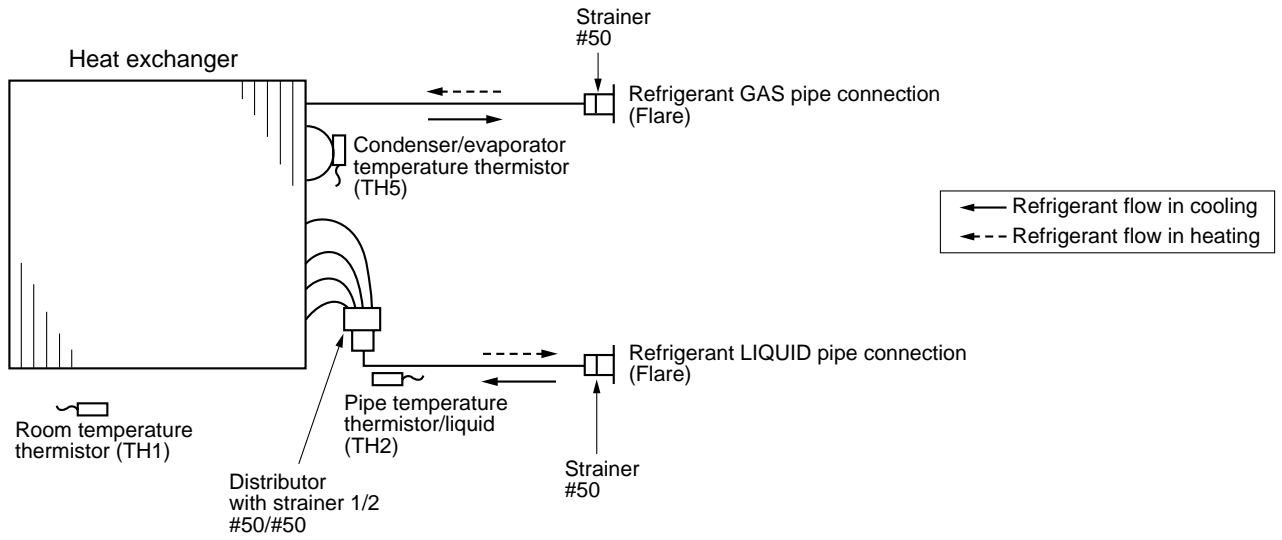 Strainer
#50
Heat exchanger
Refrigerant GAS pipe connection
(Flare)
Condenser/evaporator
temperature thermistor
(TH5)
Refrigerant flow in cooling
Refrigerant flow in heating
Refrigerant LIQUID pipe connection
(Flare)
Pipe temperature
thermistor/liquid
(TH2)
Room temperature
thermistor (TH1)
Strainer
#50
Distributor
with strainer 1/2
#50/#50